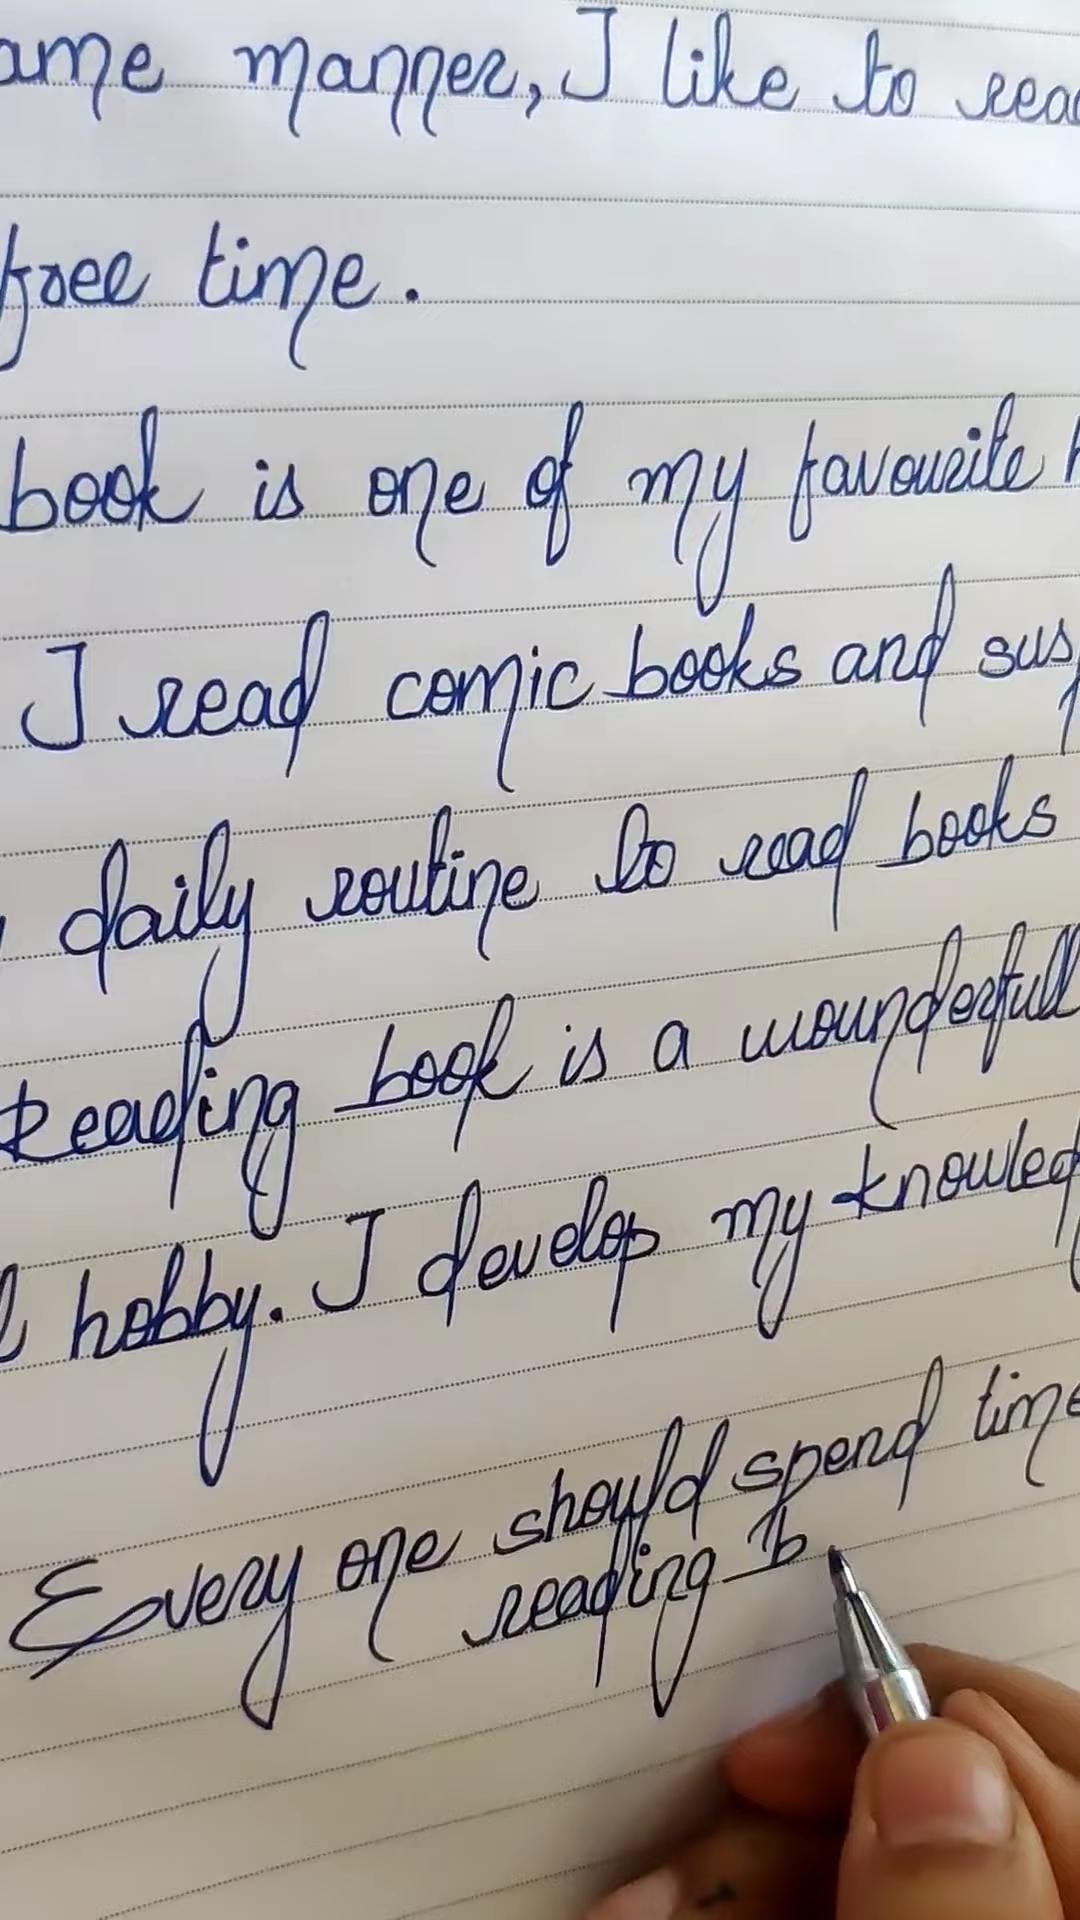 ame manner, I like to rea
free time.
book is one of my favourite h
I read comic books and sus
daily routine to read books
Reading book is a wounderfull
hobby. I develop my knowled
Every one should spend time
reading b